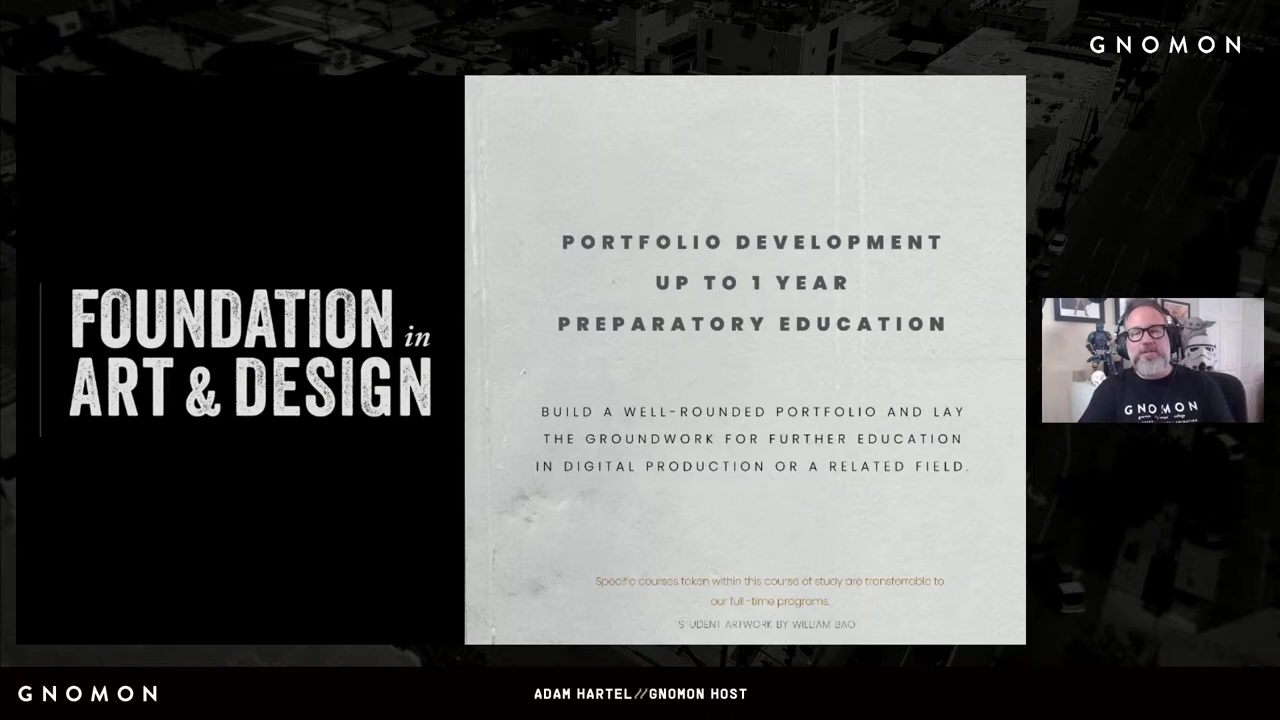 GNOMON
FOUNDATION in
ART & DESIGN
PORTFOLIO DEVELOPMENT
UP TO 1 YEAR
PREPARATORY EDUCATION
BUILD A WELL-ROUNDED PORTFOLIO AND LAY
THE GROUNDWORK FOR FURTHER EDUCATION
IN DIGITAL PRODUCTION OR A RELATED FIELD.
Specific courses taken within this course of study are transferrable to
our full-time programs.
STUDENT ARTWORK BY WILLIAM BAO
GNOMON
GNOMON
ADAM HARTEL//GNOMON HOST